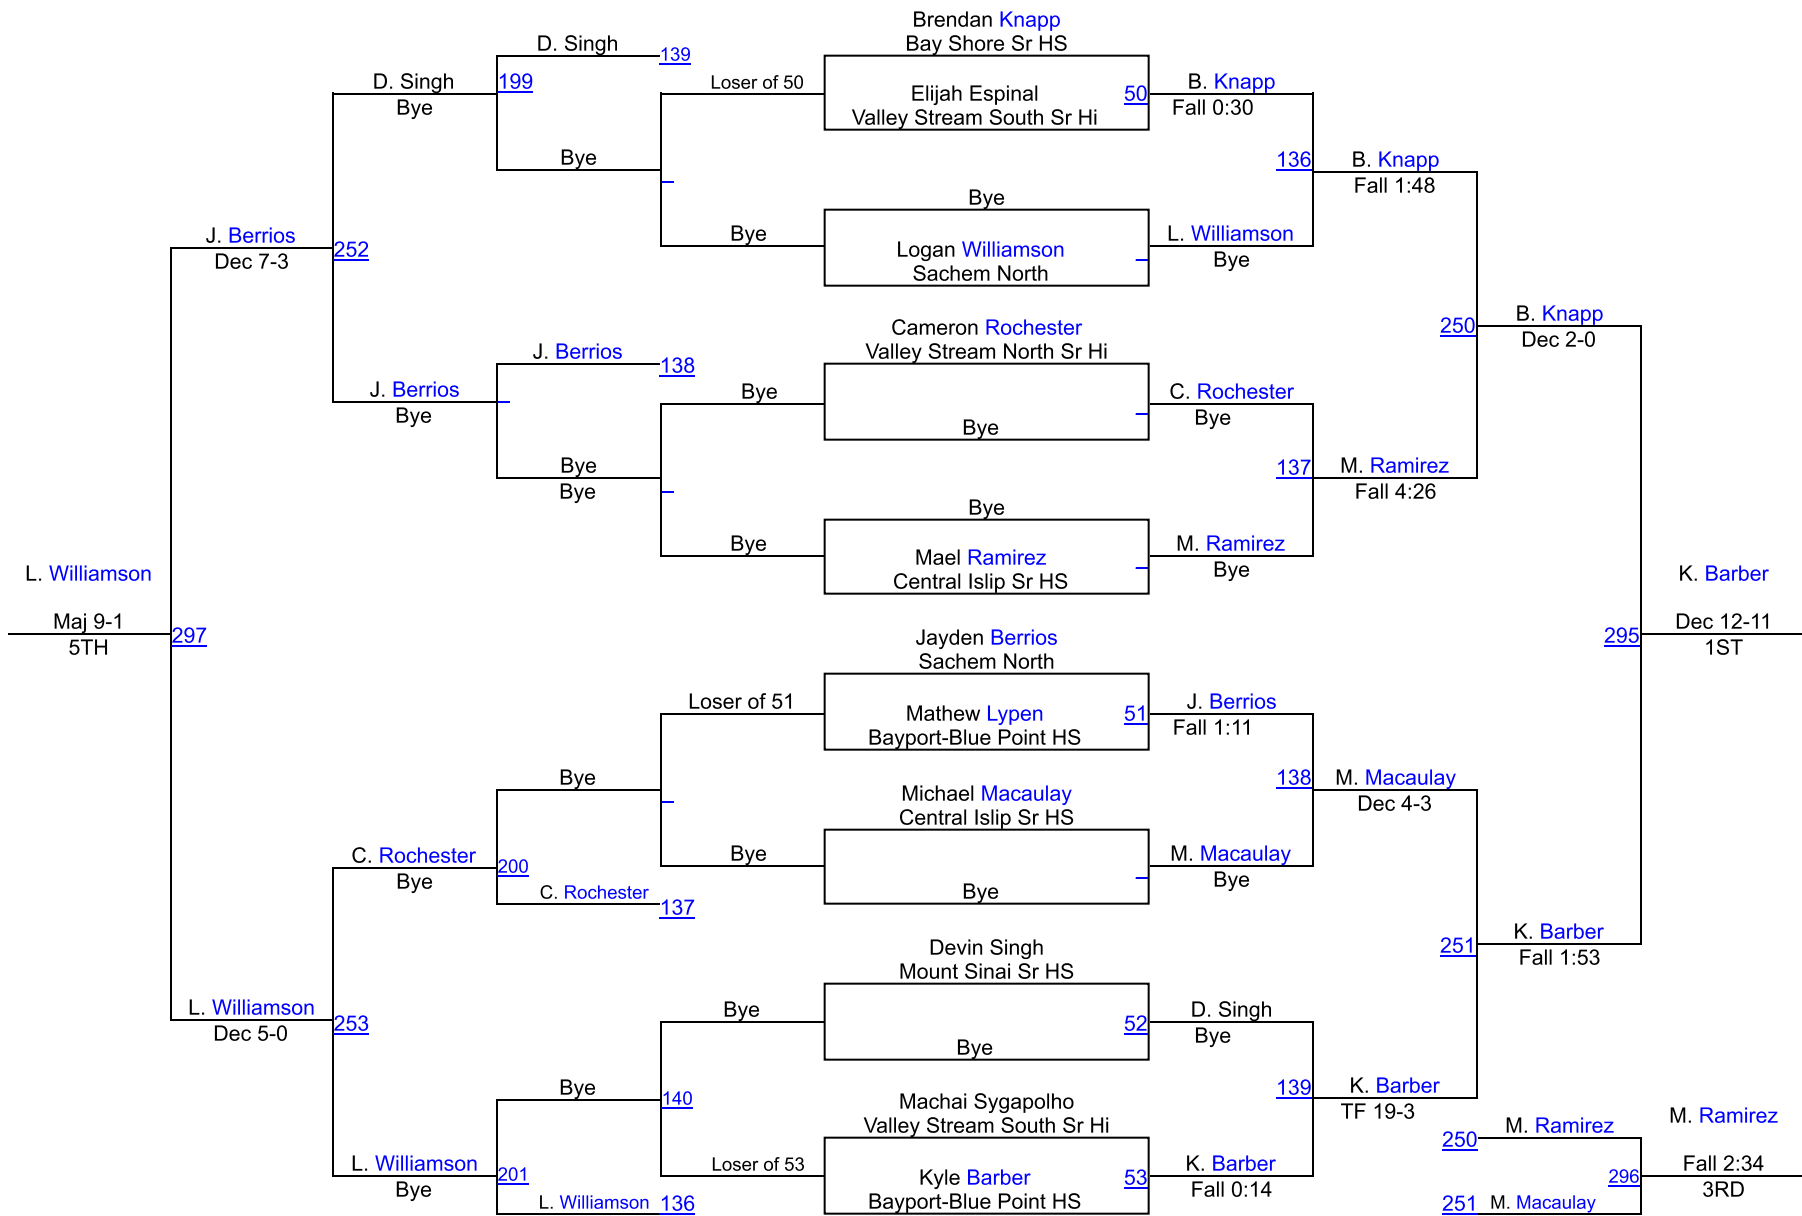 Brendan Knapp
Bay Shore Sr HS
D. Singh
139
D. Singh
199
Loser of 50
Elijah Espinal
50
B. Knapp
Bye
Valley Stream South Sr Hi
Fall 0:30
Bye
136
B. Knapp
Fall 1:48
Bye
J. Berrios
252
Bye
Logan Williamson
L. Williamson
Dec 7-3
Sachem North
Bye
Cameron Rochester
250
B. Knapp
J. Berrios
138
Valley Stream North Sr Hi
Dec 2-0
J. Berrios
Bye
C. Rochester
Bye
Bye
Bye
Bye
137
M. Ramirez
Bye
Fall 4:26
Bye
Bye
Mael Ramirez
M. Ramirez
L. Williamson
Central Islip Sr HS
Bye
K. Barber
Maj 9-1
297
Jayden Berrios
295
Dec 12-11
5TH
Sachem North
1ST
Loser of 51
Mathew Lypen
51
J. Berrios
Bayport-Blue Point HS
Fall 1:11
Bye
Michael Macaulay
138
M. Macaulay
Central Islip Sr HS
Dec 4-3
C. Rochester
200
Bye
M. Macaulay
Bye
C. Rochester
137
Bye
Bye
Devin Singh
251
K. Barber
Mount Sinai Sr HS
Fall 1:53
L. Williamson
253
Bye
52
D. Singh
Dec 5-0
Bye
Bye
Bye
140
Machai Sygapolho
139
K. Barber
Valley Stream South Sr Hi
TF 19-3
M. Ramirez
250
M. Ramirez
L. Williamson
201
Loser of 53
Kyle Barber
53
K. Barber
296
Fall 2:34
Bye
Bayport-Blue Point HS
Fall 0:14
3RD
L. Williamson
136
251
M. Macaulay